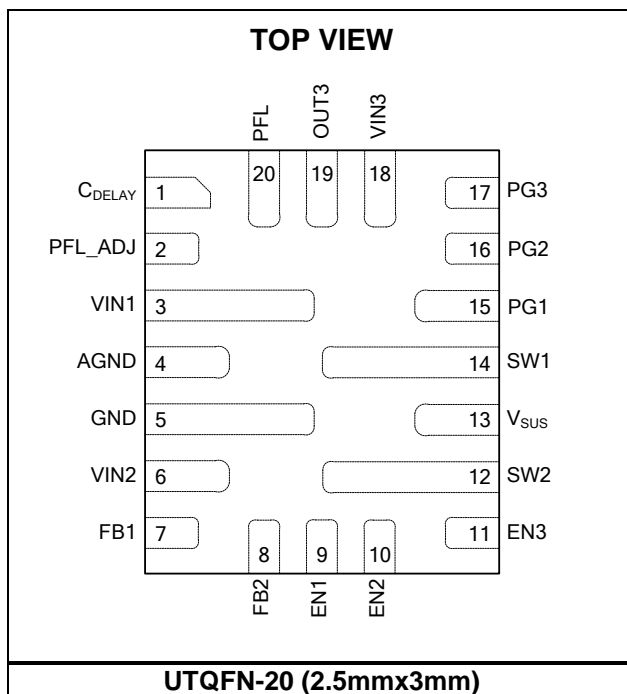 TOP VIEW
PFL
OUT3
VIN3
20
19
18
CDELAY
1
17
PG3
PFL_ADJ
2
16
PG2
VIN1
3
15
PG1
AGND
4
14
SW1
GND
5
13
VSUS
VIN2
6
12
SW2
FB1
7
11
EN3
8
9
10
FB2
EN1
EN2
UTQFN-20 (2.5mmx3mm)